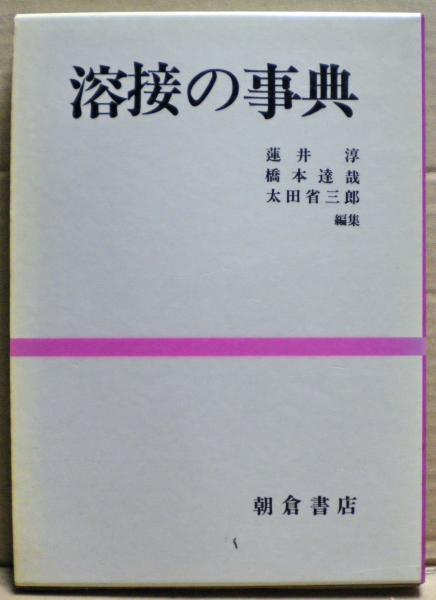 溶接の事典
蓮井淳
橋本達哉
太田省三郎
編集
朝倉書店